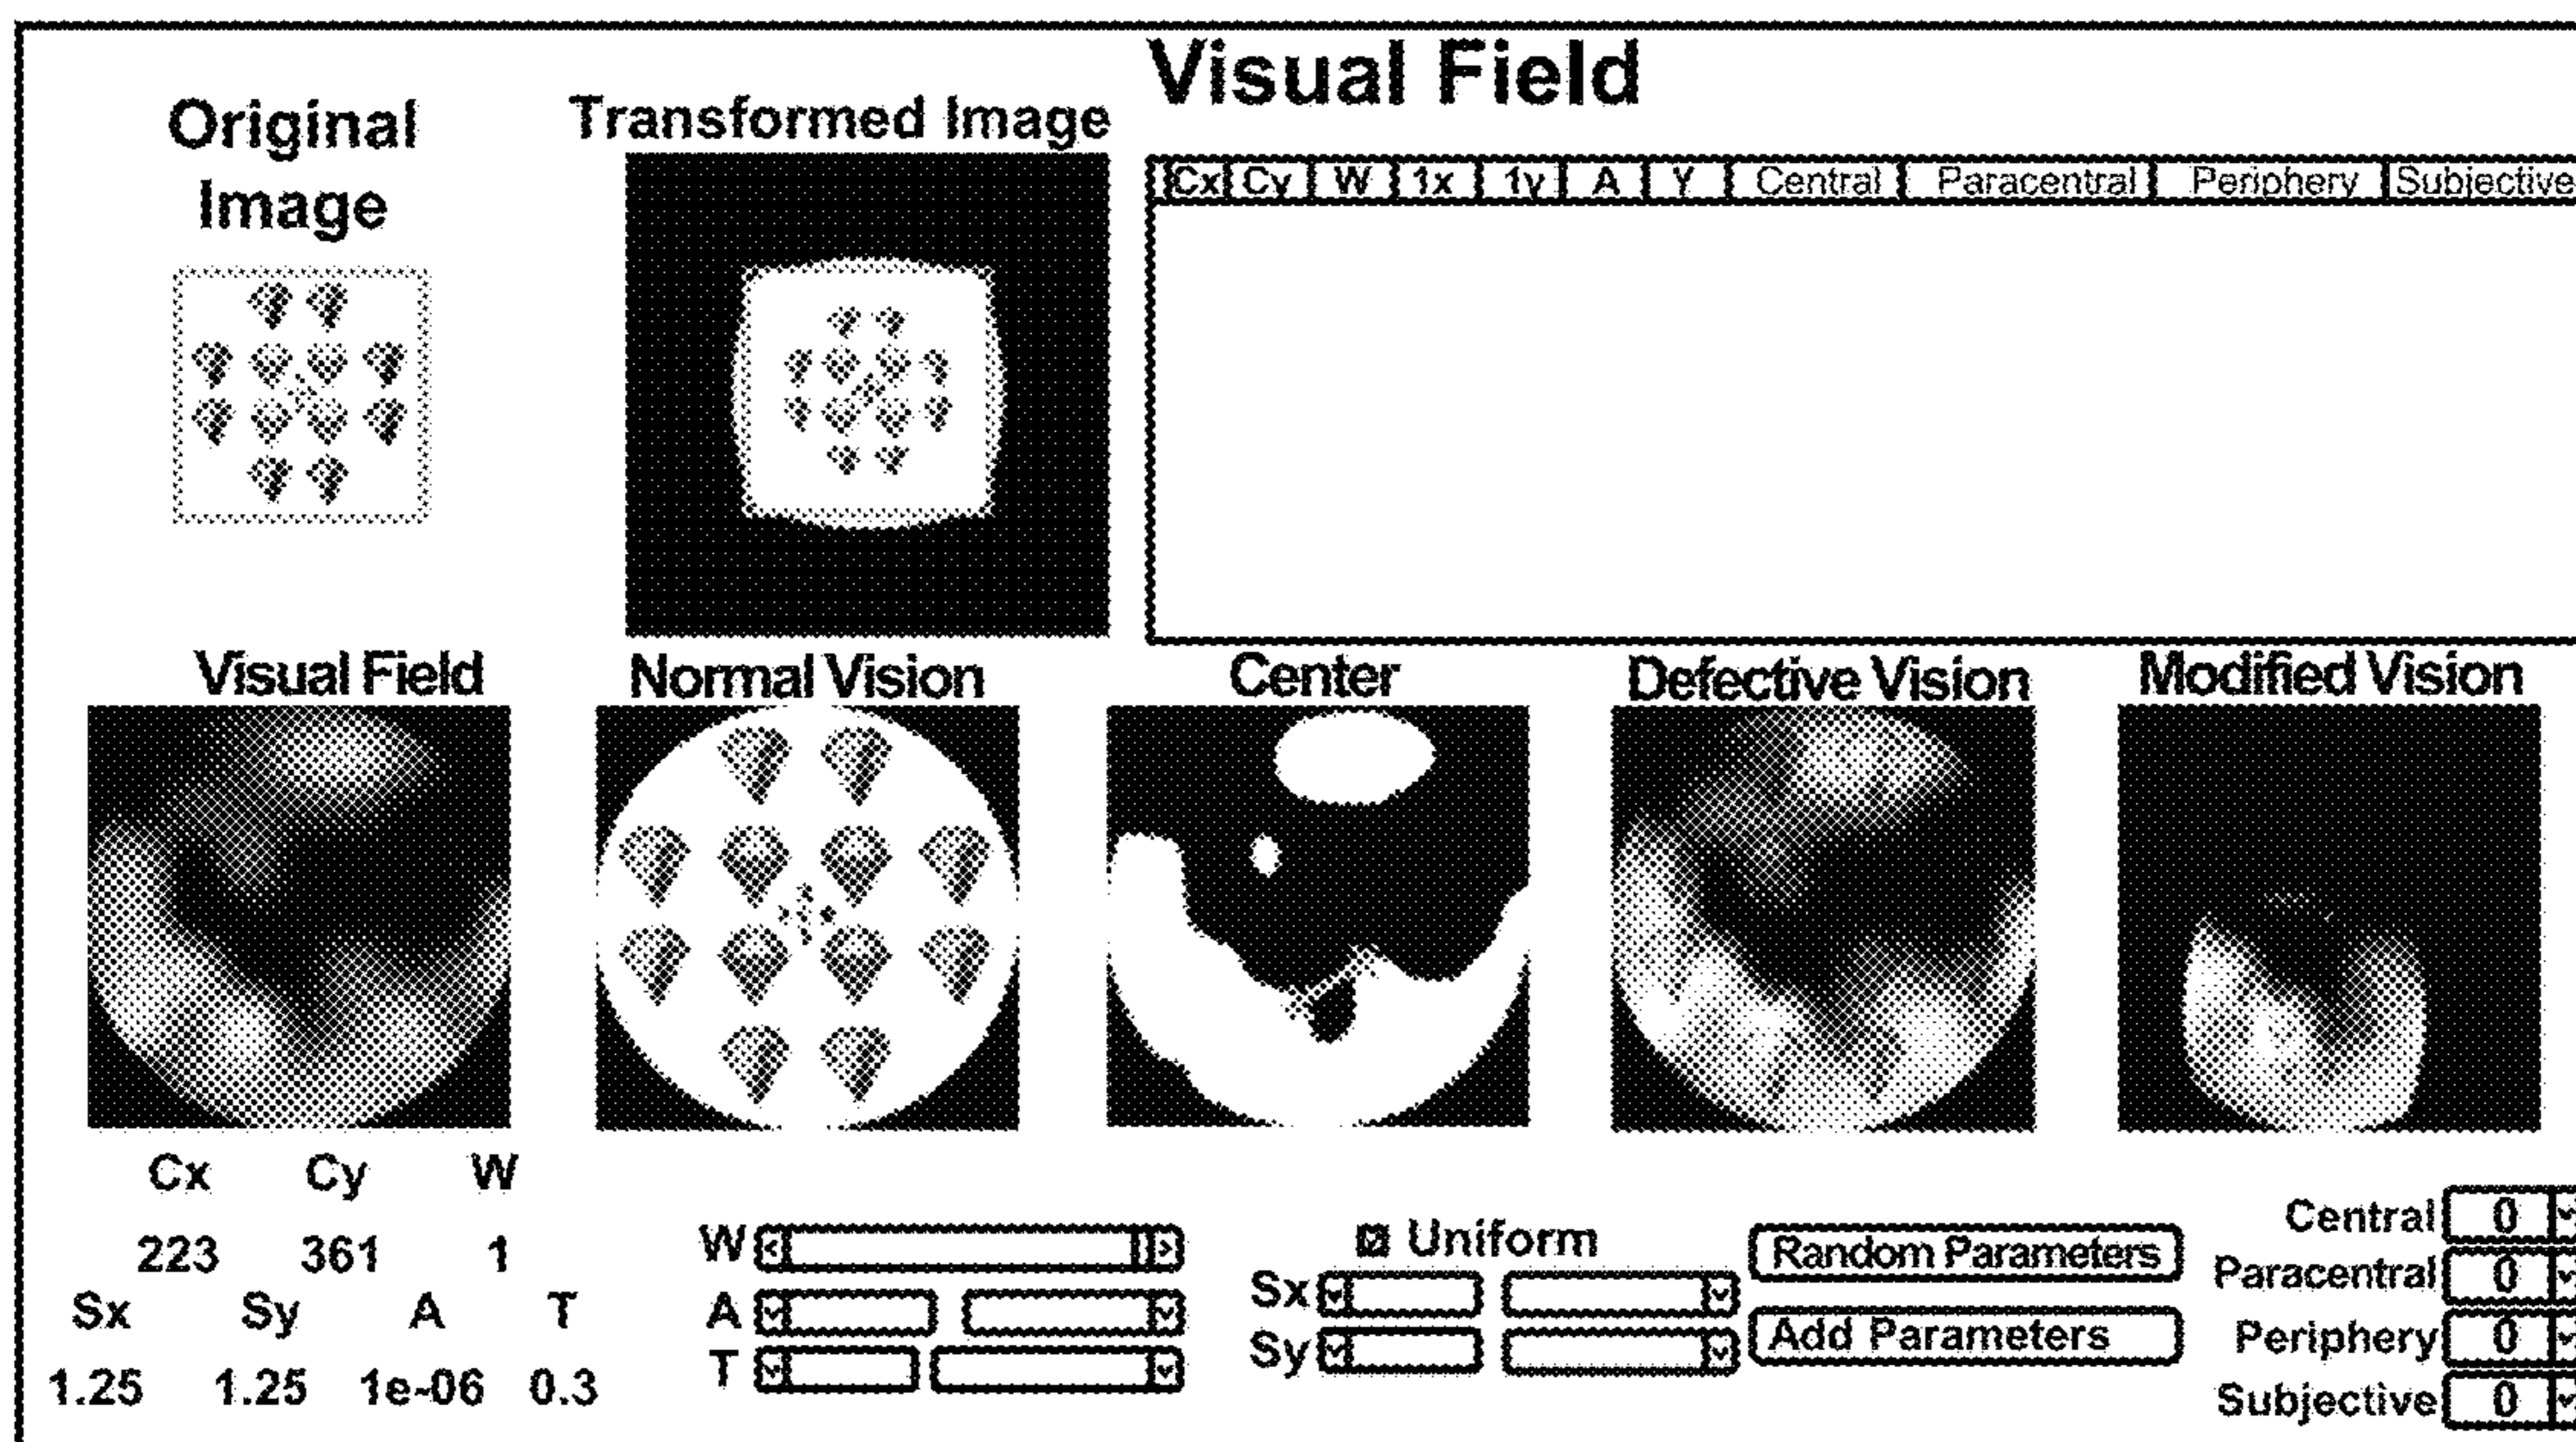 Visual Field
Original
Image
Transformed Image
Cx Cy W 1x 1y A Y Central Paracentral Periphery Subjective
Visual Field Normal Vision Center Defective Vision Modified Vision
Cx Cy W
223 361 1
Sx Sy A T
1.25 1.25 1e-06 0.3
W
A
T
Uniform
Sx
Sy
Random Parameters
Add Parameters
Central 0
Paracentral 0
Periphery 0
Subjective 0